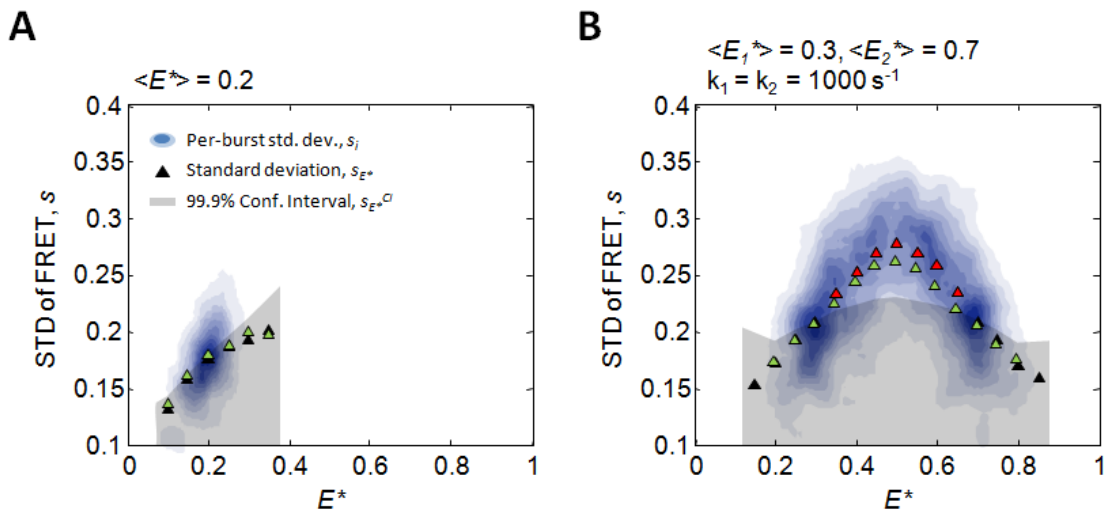 A
<E*> = 0.2
0.4
0.35
0.3
0.25
0.2
0.15
0.1
STD of FRET, s
Per-burst std. dev., sᵢ
Standard deviation, s_E*
99.9% Conf. Interval, s_E*^CI
0
0.2
0.4
0.6
0.8
1
E*
B
<E₁*> = 0.3, <E₂*> = 0.7
k₁ = k₂ = 1000 s⁻¹
0.4
0.35
0.3
0.25
0.2
0.15
0.1
STD of FRET, s
0
0.2
0.4
0.6
0.8
1
E*